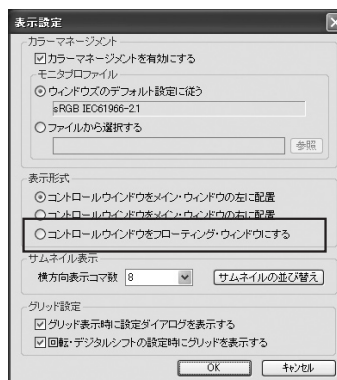 表示設定
カラーマネージメント
カラーマネージメントを有効にする
モニタプロファイル
ウィンドウズのデフォルト設定に従う
sRGB IEC61966-2.1
ファイルから選択する
参照
表示形式
コントロールウインドウをメイン・ウィンドウの左に配置
コントロールウインドウをメイン・ウィンドウの右に配置
コントロールウインドウをフローティング・ウィンドウにする
サムネイル表示
横方向表示コマ数 8 サムネイルの並び替え
グリッド設定
グリッド表示時に設定ダイアログを表示する
回転・デジタルシフトの設定時にグリッドを表示する
OK キャンセル